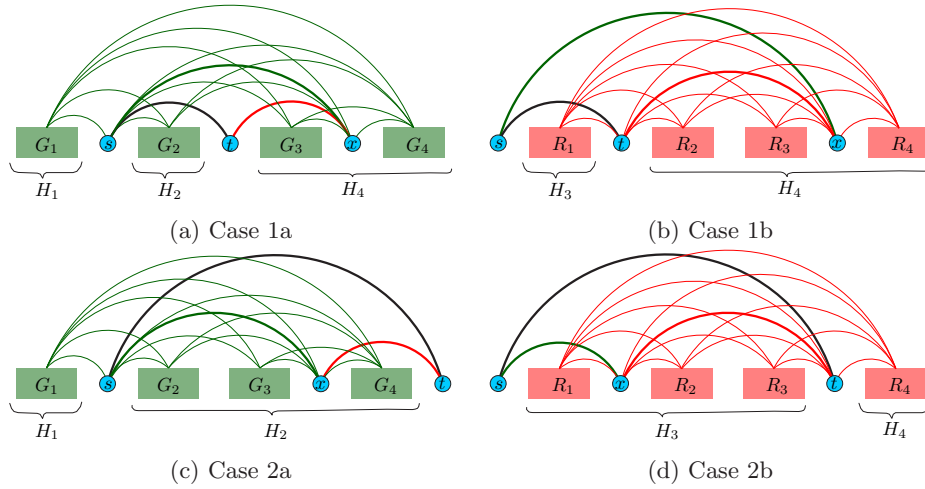 G1 s G2 t G3 x G4
H1 H2 H4
(a) Case 1a
s R1 t R2 R3 x R4
H3 H4
(b) Case 1b
G1 s G2 G3 x G4 t
H1 H2
(c) Case 2a
s R1 x R2 R3 t R4
H3 H4
(d) Case 2b